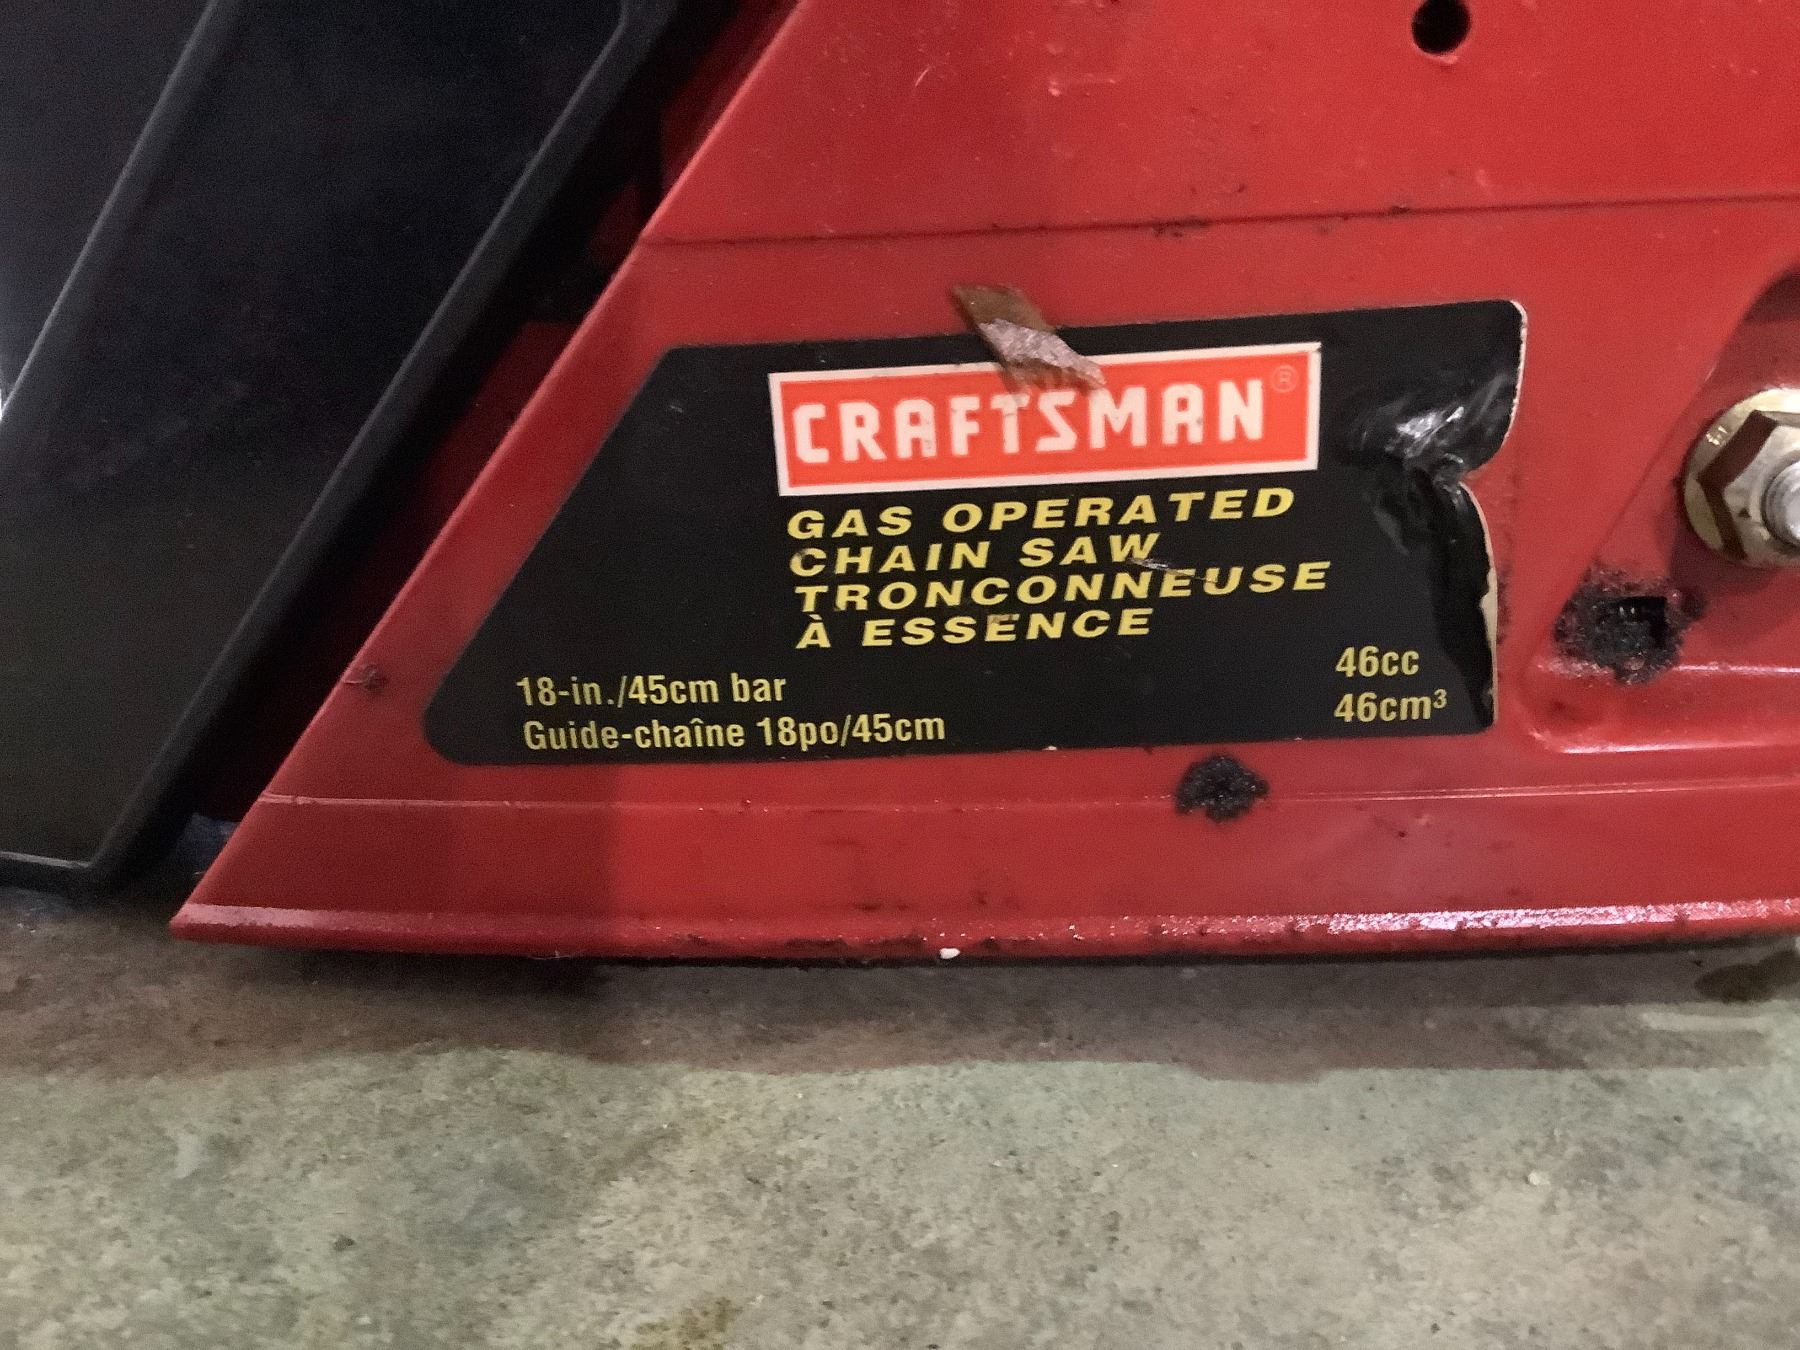 CRAFTSMAN®
GAS OPERATED
CHAIN SAW
TRONCONNEUSE
À ESSENCE
18-in./45cm bar
Guide-chaîne 18po/45cm
46cc
46cm³